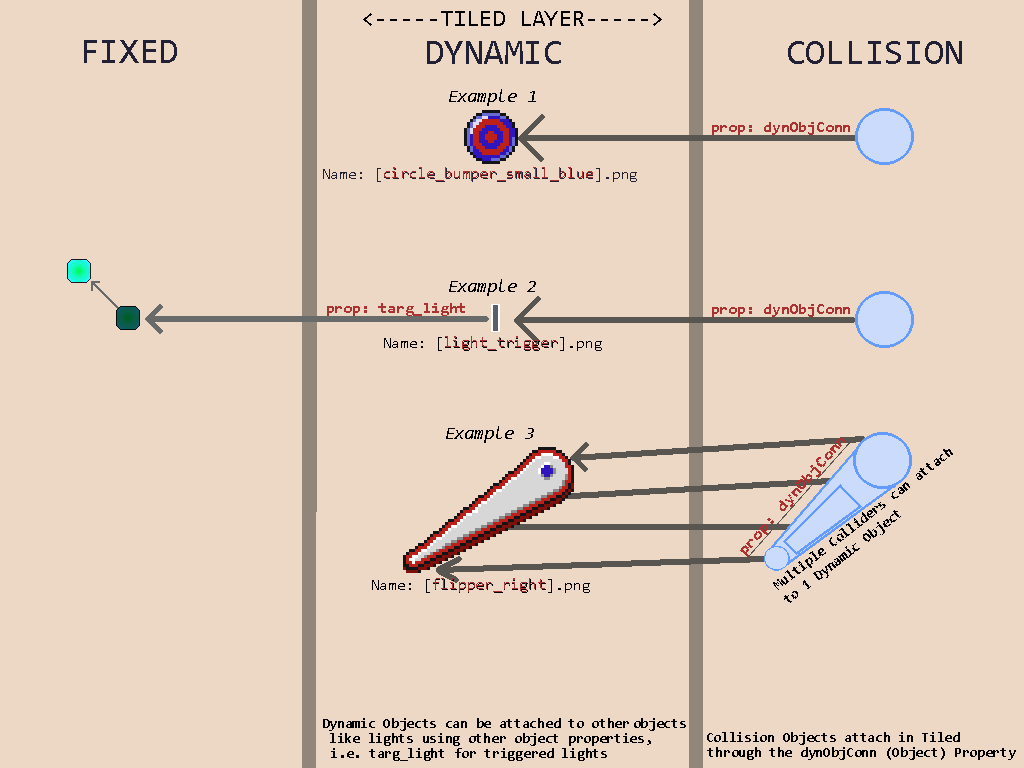 <-----TILED LAYER----->
FIXED
DYNAMIC
COLLISION
Example 1
prop: dynObjConn
Name: [circle_bumper_small_blue].png
Example 2
prop: targ_light
prop: dynObjConn
Name: [light_trigger].png
Example 3
prop: dynObjConn
Multiple Colliders can attach
to 1 Dynamic Object
Name: [flipper_right].png
Dynamic Objects can be attached to other objects
like lights using other object properties,
i.e. targ_light for triggered lights
Collision Objects attach in Tiled
through the dynObjConn (Object) Property